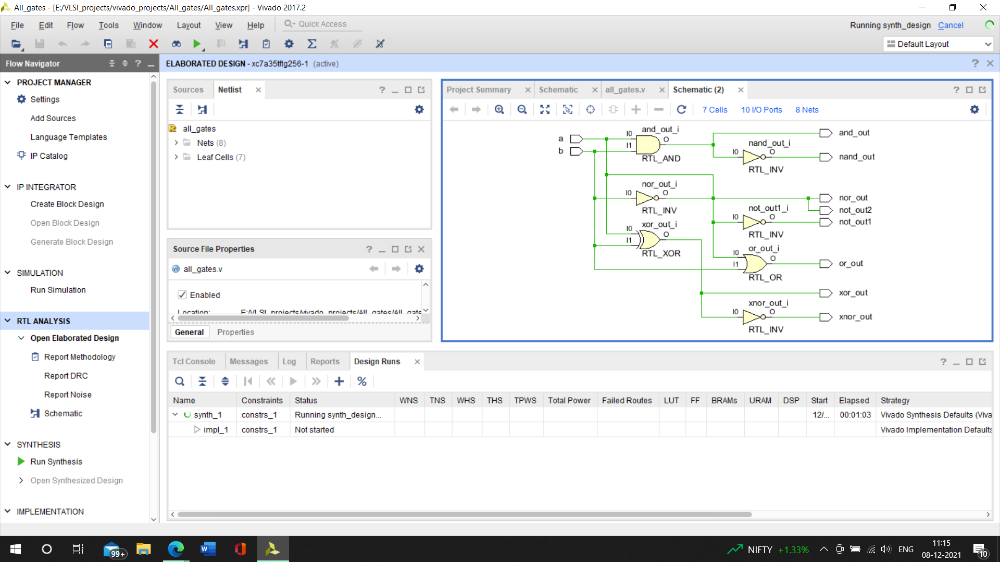 All_gates - [E:/VLSI_projects/vivado_projects/All_gates/All_gates.xpr] - Vivado 2017.2
File Edit Flow Tools Window Layout View Help Quick Access
Running synth_design Cancel
Default Layout
Flow Navigator
PROJECT MANAGER
Settings
Add Sources
Language Templates
IP Catalog
IP INTEGRATOR
Create Block Design
Open Block Design
Generate Block Design
SIMULATION
Run Simulation
RTL ANALYSIS
Open Elaborated Design
Report Methodology
Report DRC
Report Noise
Schematic
SYNTHESIS
Run Synthesis
Open Synthesized Design
IMPLEMENTATION
ELABORATED DESIGN - xc7a35tftg256-1 (active)
Sources Netlist
all_gates
Nets (8)
Leaf Cells (7)
Source File Properties
all_gates.v
Enabled
Location: E:/VLSI_projects/vivado_projects/All_gates/All_gate
General Properties
Project Summary Schematic all_gates.v Schematic (2)
7 Cells 10 I/O Ports 8 Nets
a
b
and_out_i
I0
I1
O
RTL_AND
nand_out_i
I0
O
RTL_INV
and_out
nand_out
nor_out_i
I0
O
RTL_INV
xor_out_i
I0
I1
O
RTL_XOR
not_out1_i
I0
O
RTL_INV
nor_out
not_out2
not_out1
or_out_i
I0
I1
O
RTL_OR
or_out
xor_out
xnor_out_i
I0
O
RTL_INV
xnor_out
Tcl Console Messages Log Reports Design Runs
Name Constraints Status WNS TNS WHS THS TPWS Total Power Failed Routes LUT FF BRAMs URAM DSP Start Elapsed Strategy
synth_1 constrs_1 Running synth_design... 12/... 00:01:03 Vivado Synthesis Defaults (Viva
impl_1 constrs_1 Not started Vivado Implementation Defaults
99+
NIFTY +1.33%
ENG
11:15
08-12-2021
10